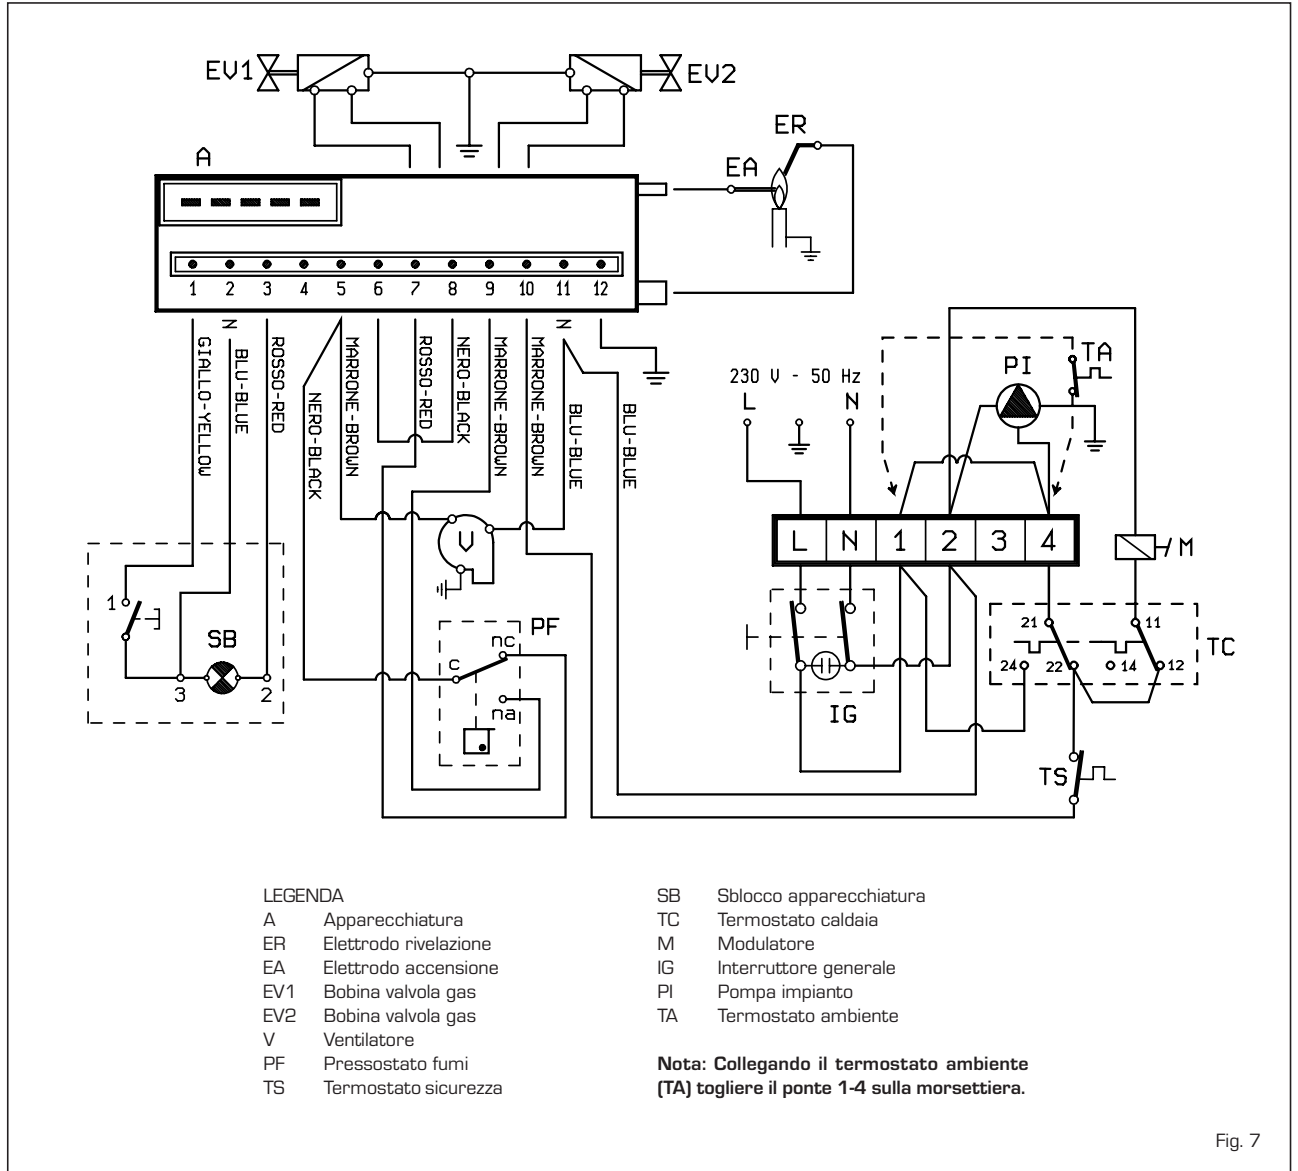 EV1
EV2
A
ER
EA
1 2 3 4 5 6 7 8 9 10 11 12
N
N
GIALLO-YELLOW
BLU-BLUE
ROSSO-RED
NERO-BLACK
MARRONE-BROWN
ROSSO-RED
NERO-BLACK
MARRONE-BROWN
MARRONE-BROWN
BLU-BLUE
BLU-BLUE
230 V - 50 Hz
L
N
PI
TA
L N 1 2 3 4
M
V
1
SB
3
2
PF
nc
c
na
IG
21
11
24
22
14
12
TC
TS
LEGENDA
A Apparecchiatura
ER Elettrodo rivelazione
EA Elettrodo accensione
EV1 Bobina valvola gas
EV2 Bobina valvola gas
V Ventilatore
PF Pressostato fumi
TS Termostato sicurezza
SB Sblocco apparecchiatura
TC Termostato caldaia
M Modulatore
IG Interruttore generale
PI Pompa impianto
TA Termostato ambiente
Nota: Collegando il termostato ambiente
(TA) togliere il ponte 1-4 sulla morsettiera.
Fig. 7